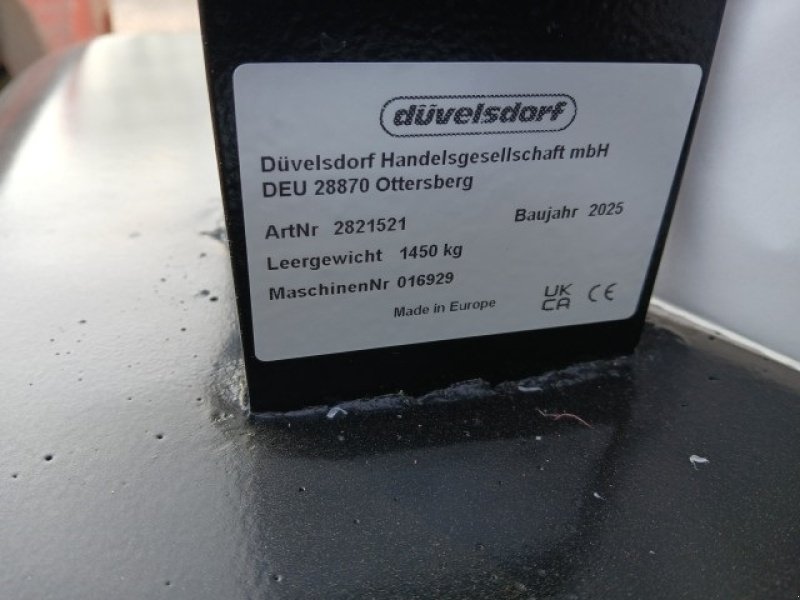 düvelsdorf
Düvelsdorf Handelsgesellschaft mbH
DEU 28870 Ottersberg
ArtNr 2821521 Baujahr 2025
Leergewicht 1450 kg
MaschinenNr 016929
Made in Europe UK CA CE